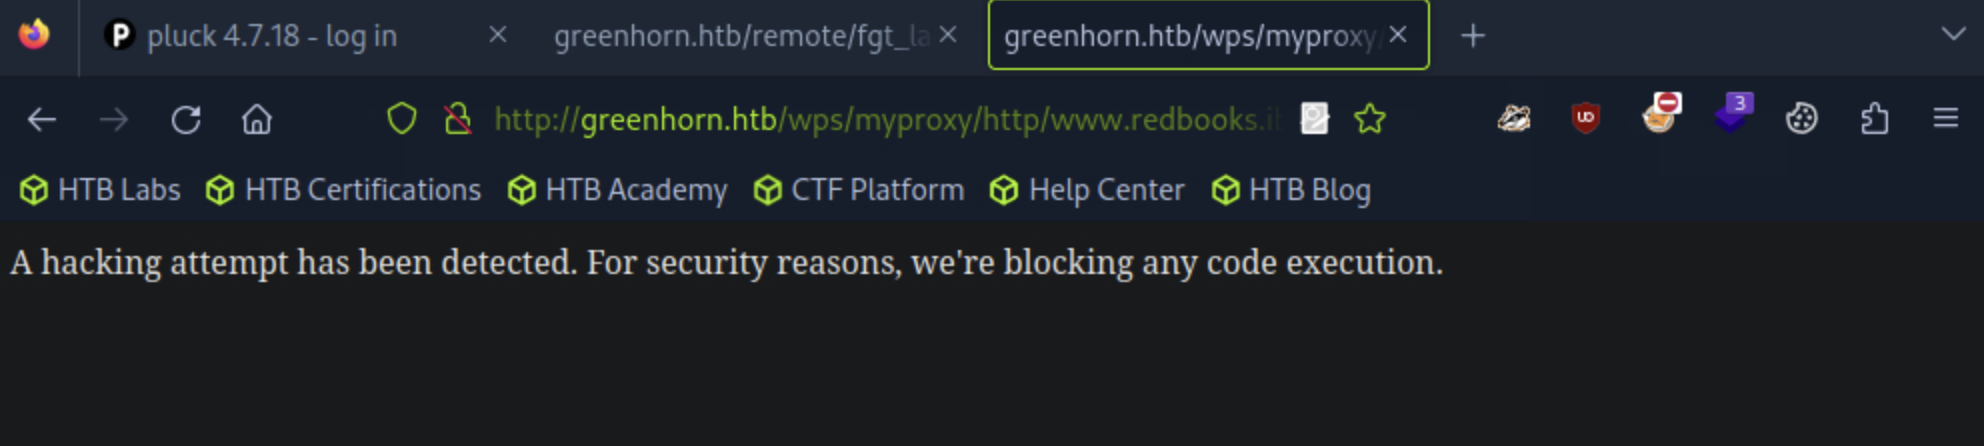 pluck 4.7.18 - log in greenhorn.htb/remote/fgt_la greenhorn.htb/wps/myproxy/
http://greenhorn.htb/wps/myproxy/http/www.redbooks.il 3
HTB Labs HTB Certifications HTB Academy CTF Platform Help Center HTB Blog
A hacking attempt has been detected. For security reasons, we're blocking any code execution.